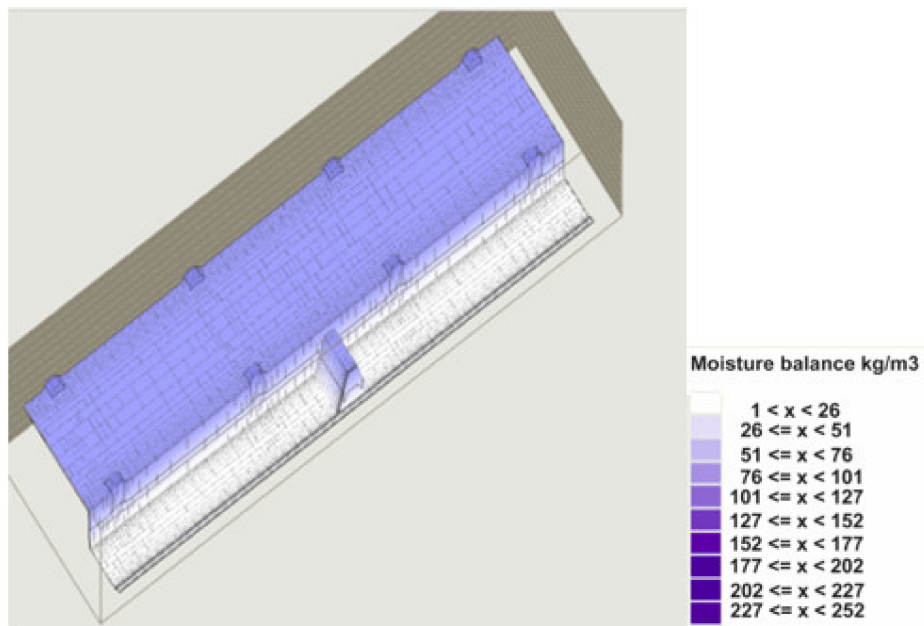 Moisture balance kg/m3
1 < x < 26
26 <= x < 51
51 <= x < 76
76 <= x < 101
101 <= x < 127
127 <= x < 152
152 <= x < 177
177 <= x < 202
202 <= x < 227
227 <= x < 252